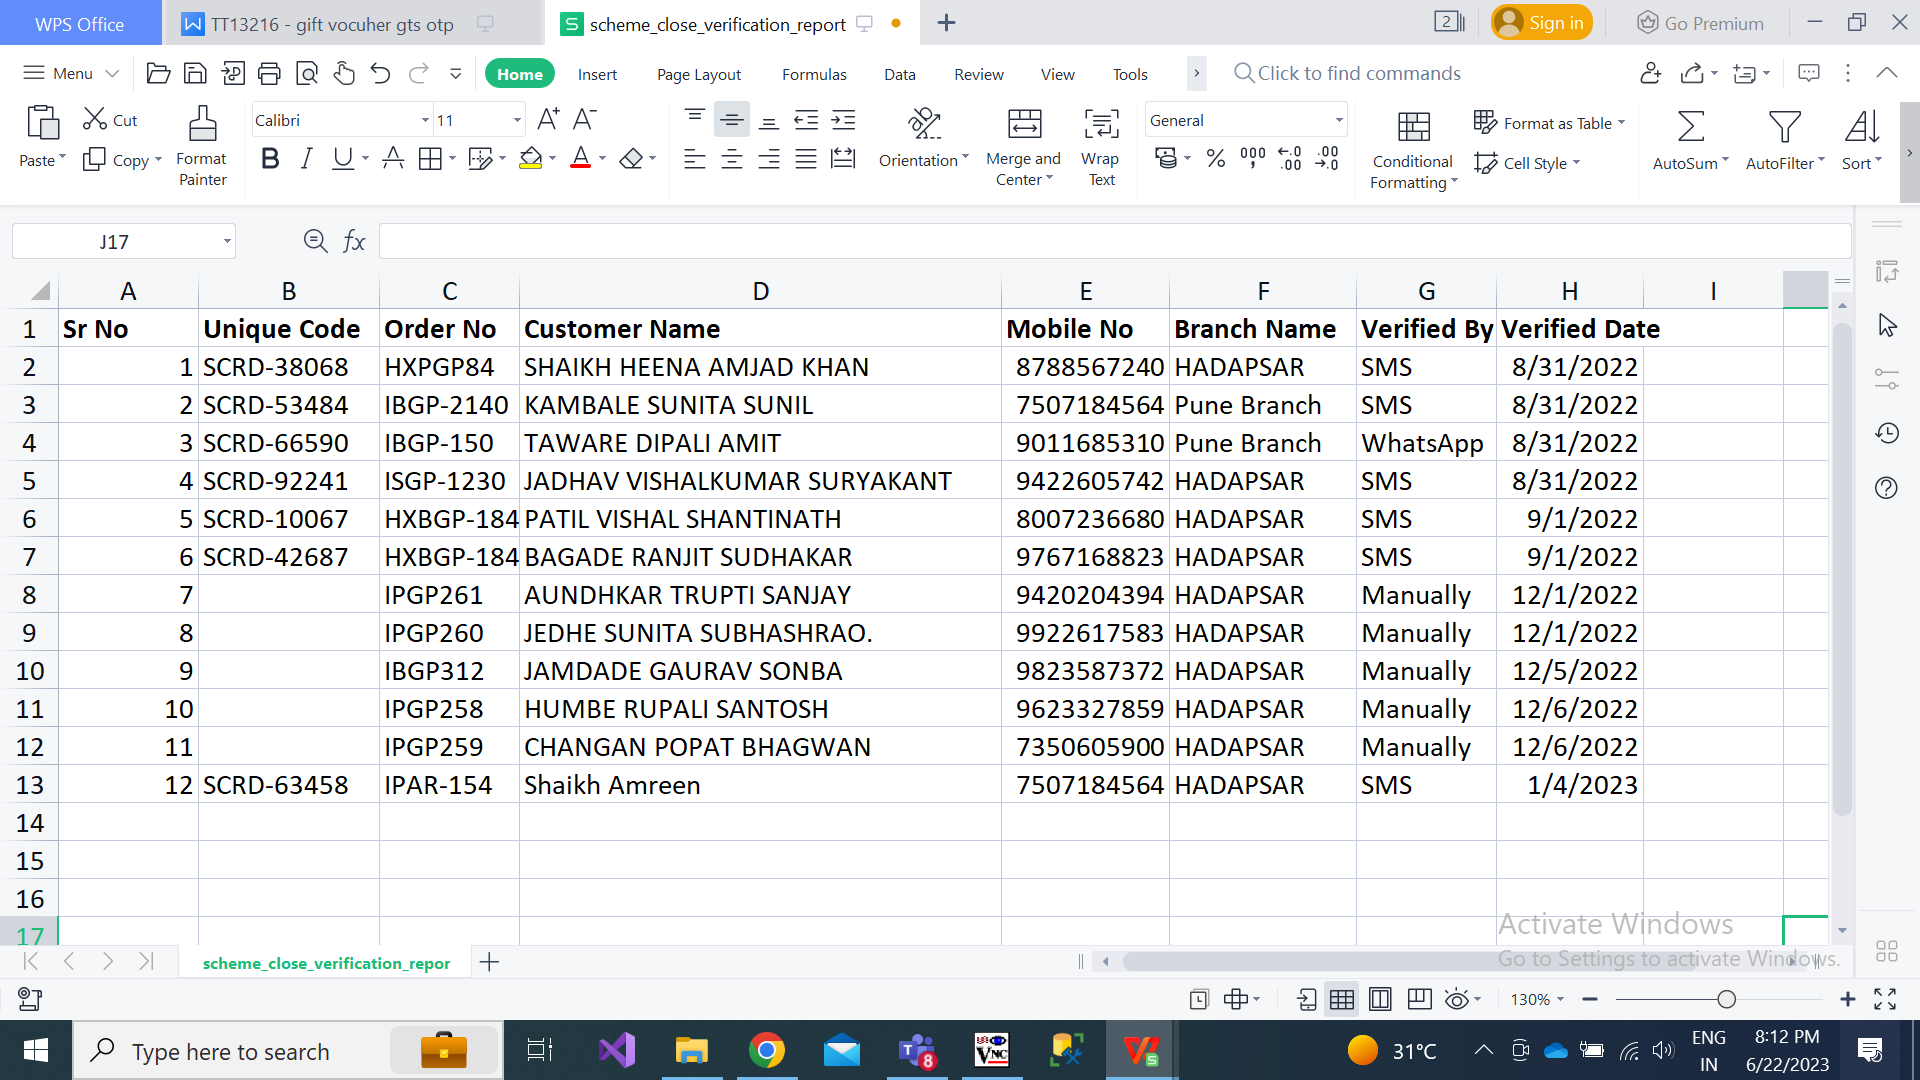 WPS Office TT13216 - gift vocuher gts otp scheme_close_verification_report 2 Sign in Go Premium
Menu Home Insert Page Layout Formulas Data Review View Tools Click to find commands
Paste Cut Copy Format Painter Calibri 11 B I U A Orientation Merge and Center Wrap Text General Conditional Formatting Format as Table Cell Style AutoSum AutoFilter Sort
J17 fx
A B C D E F G H I
1 Sr No Unique Code Order No Customer Name Mobile No Branch Name Verified By Verified Date
2 1 SCRD-38068 HXPGP84 SHAIKH HEENA AMJAD KHAN 8788567240 HADAPSAR SMS 8/31/2022
3 2 SCRD-53484 IBGP-2140 KAMBALE SUNITA SUNIL 7507184564 Pune Branch SMS 8/31/2022
4 3 SCRD-66590 IBGP-150 TAWARE DIPALI AMIT 9011685310 Pune Branch WhatsApp 8/31/2022
5 4 SCRD-92241 ISGP-1230 JADHAV VISHALKUMAR SURYAKANT 9422605742 HADAPSAR SMS 8/31/2022
6 5 SCRD-10067 HXBGP-184 PATIL VISHAL SHANTINATH 8007236680 HADAPSAR SMS 9/1/2022
7 6 SCRD-42687 HXBGP-184 BAGADE RANJIT SUDHAKAR 9767168823 HADAPSAR SMS 9/1/2022
8 7 IPGP261 AUNDHKAR TRUPTI SANJAY 9420204394 HADAPSAR Manually 12/1/2022
9 8 IPGP260 JEDHE SUNITA SUBHASHRAO. 9922617583 HADAPSAR Manually 12/1/2022
10 9 IBGP312 JAMDADE GAURAV SONBA 9823587372 HADAPSAR Manually 12/5/2022
11 10 IPGP258 HUMBE RUPALI SANTOSH 9623327859 HADAPSAR Manually 12/6/2022
12 11 IPGP259 CHANGAN POPAT BHAGWAN 7350605900 HADAPSAR Manually 12/6/2022
13 12 SCRD-63458 IPAR-154 Shaikh Amreen 7507184564 HADAPSAR SMS 1/4/2023
14
15
16
17
Activate Windows
Go to Settings to activate Windows.
scheme_close_verification_repor
130%
Type here to search 8 VNC 31°C ENG IN 8:12 PM 6/22/2023